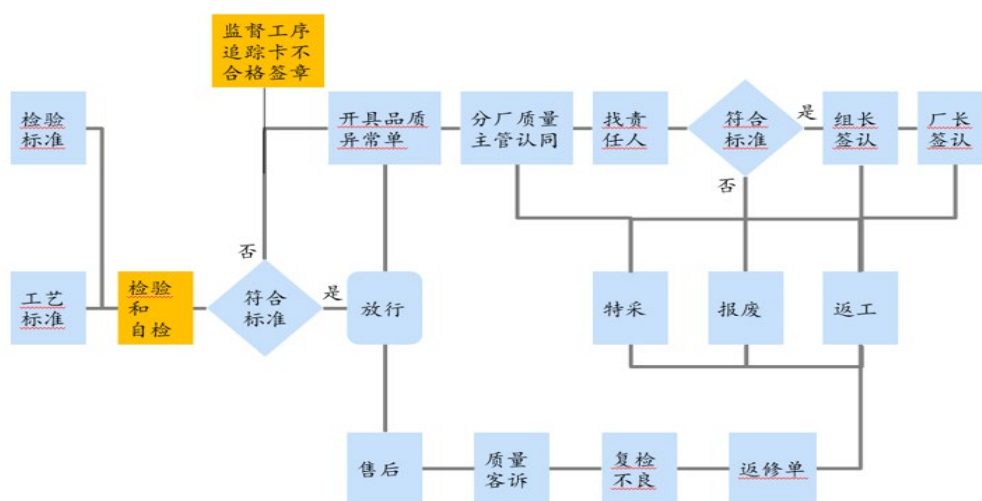 监督工序
追踪卡不
合格签章
检验
标准
开具品质
异常单
分厂质量
主管认同
找责
任人
符合
标准
是
组长
签认
厂长
签认
否
否
工艺
标准
检验
和
自检
符合
标准
是
放行
特采
报废
返工
售后
质量
客诉
复检
不良
返修单